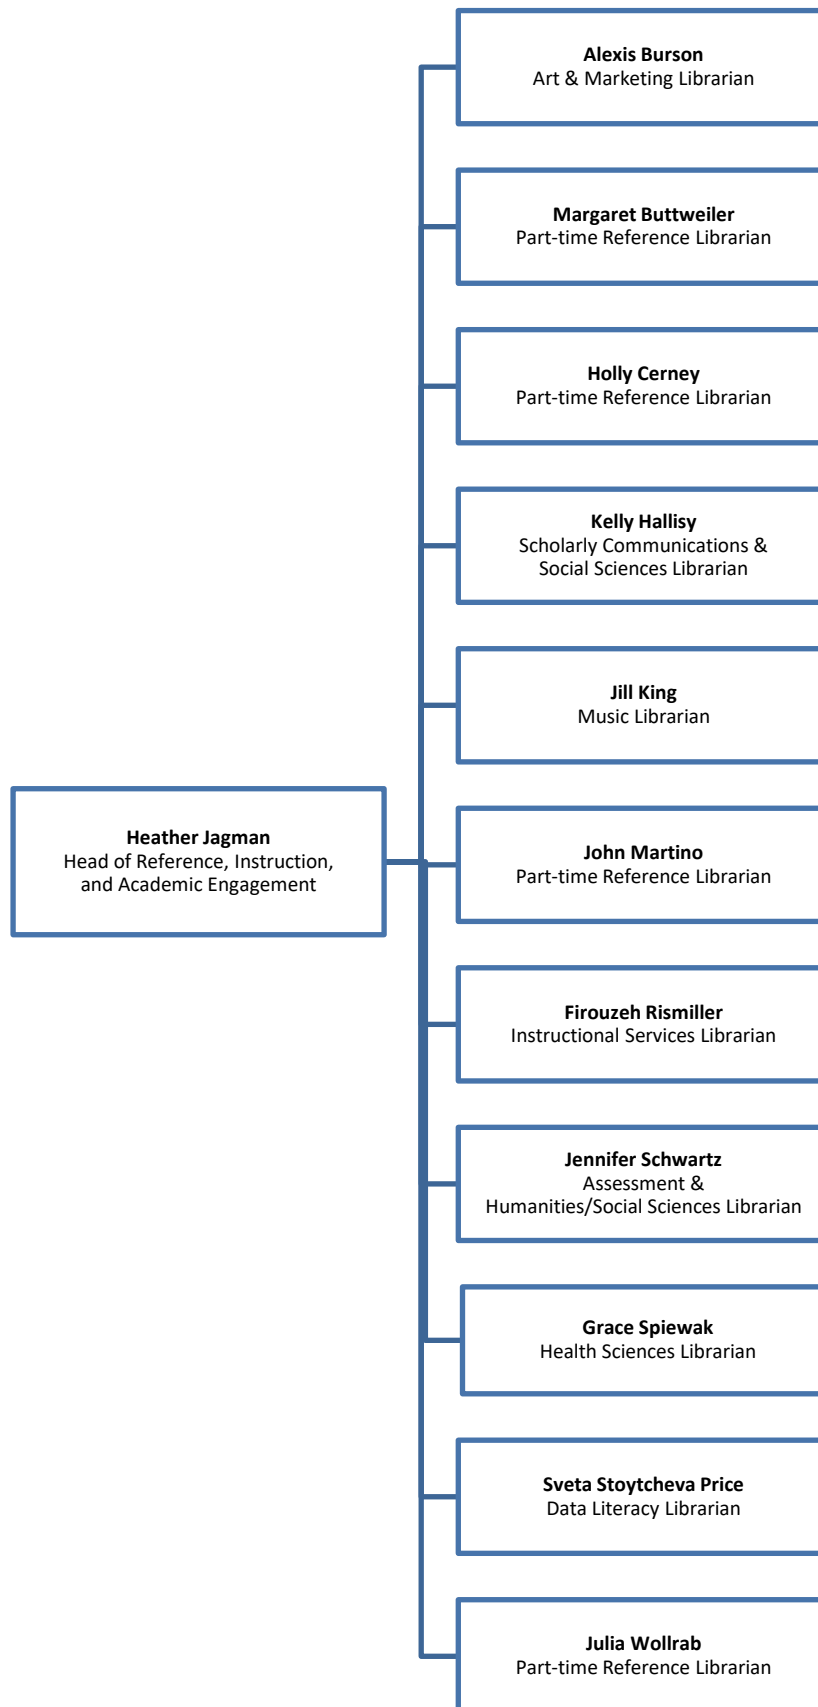 Alexis Burson
Art & Marketing Librarian
Margaret Buttweiler
Part-time Reference Librarian
Holly Cerney
Part-time Reference Librarian
Kelly Hallisy
Scholarly Communications &
Social Sciences Librarian
Jill King
Music Librarian
Heather Jagman
Head of Reference, Instruction,
and Academic Engagement
John Martino
Part-time Reference Librarian
Firouzeh Rismiller
Instructional Services Librarian
Jennifer Schwartz
Assessment &
Humanities/Social Sciences Librarian
Grace Spiewak
Health Sciences Librarian
Sveta Stoytcheva Price
Data Literacy Librarian
Julia Wollrab
Part-time Reference Librarian